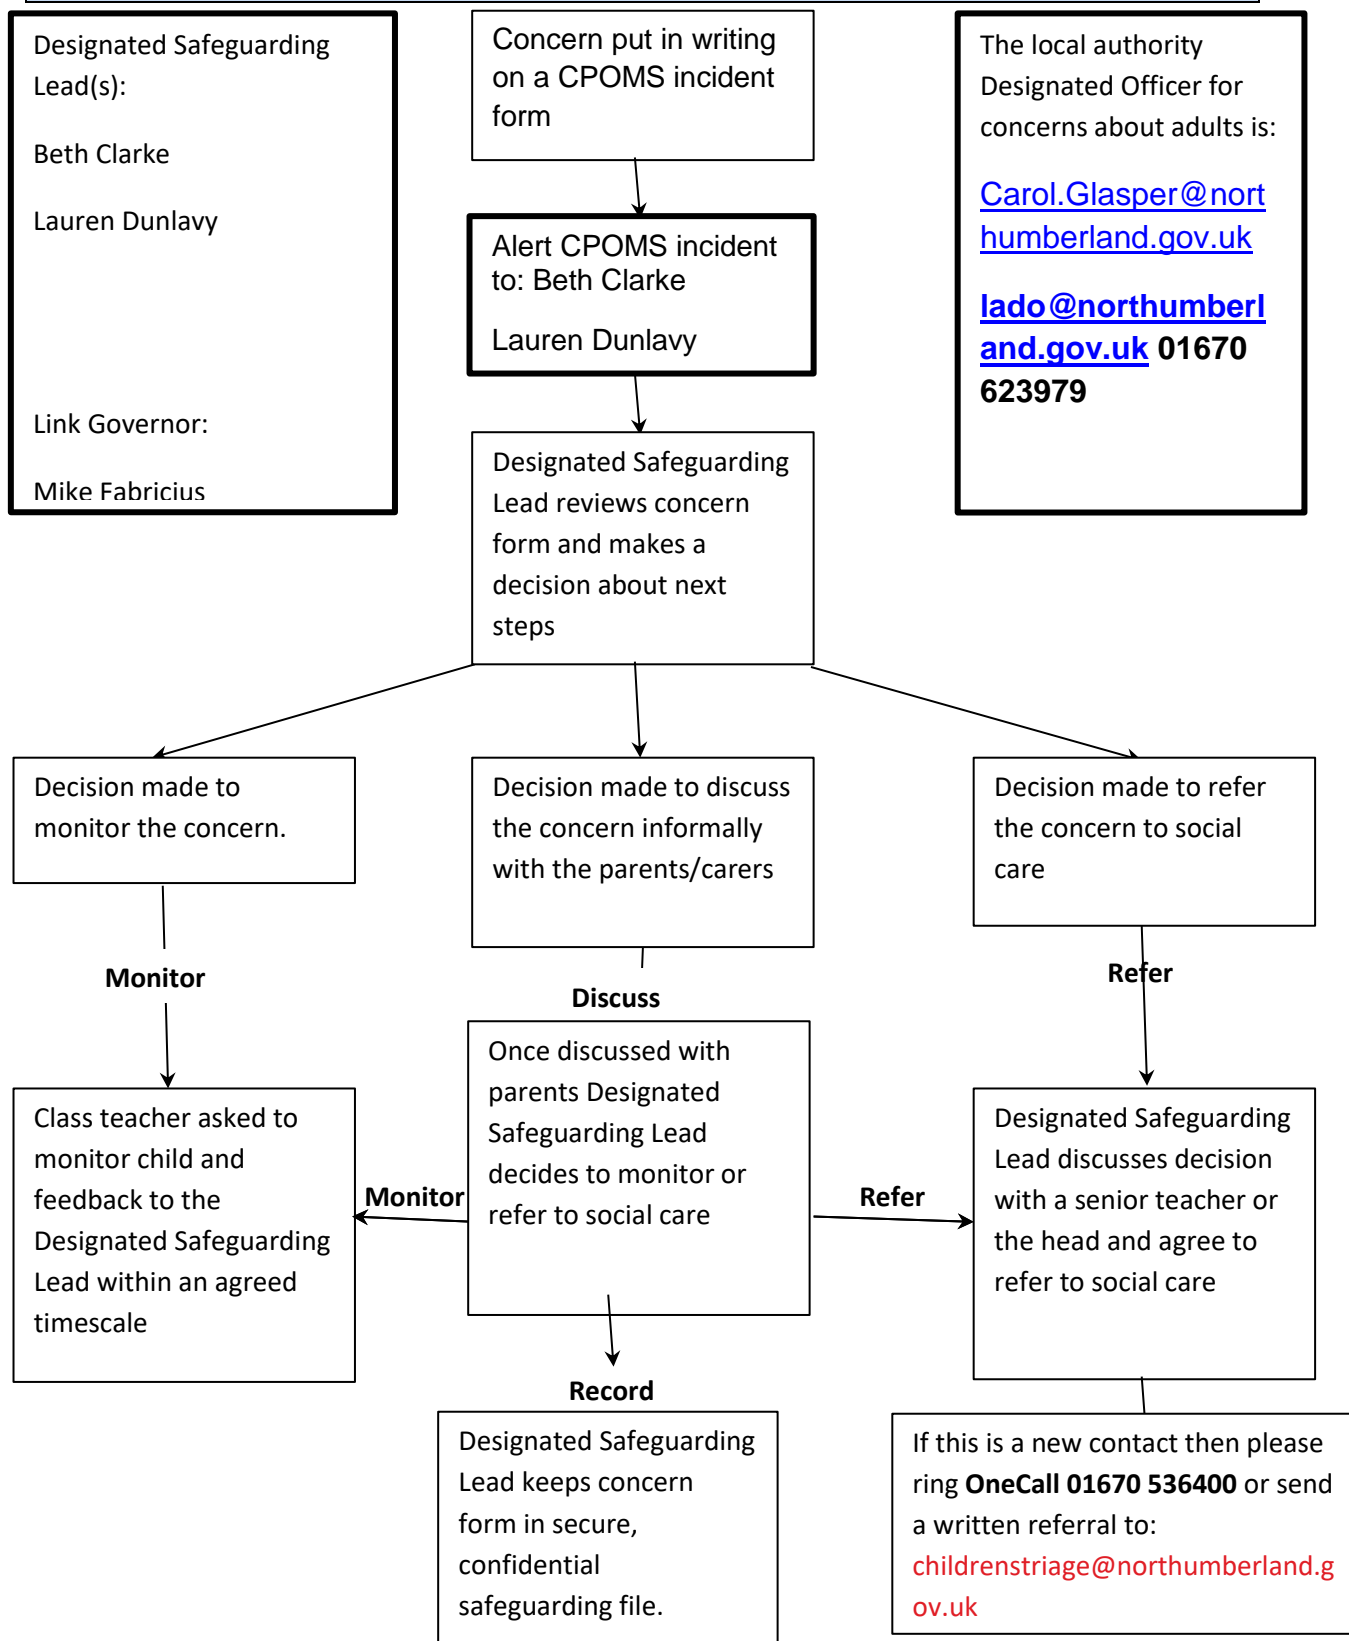 Designated Safeguarding
Lead(s):
Beth Clarke
Lauren Dunlavy
Link Governor:
Mike Fabricius
Concern put in writing
on a CPOMS incident
form
Alert CPOMS incident
to: Beth Clarke
Lauren Dunlavy
Designated Safeguarding
Lead reviews concern
form and makes a
decision about next
steps
The local authority
Designated Officer for
concerns about adults is:
Carol.Glasper@nort
humberland.gov.uk
lado@northumberl
and.gov.uk 01670
623979
Decision made to
monitor the concern.
Decision made to discuss
the concern informally
with the parents/carers
Decision made to refer
the concern to social
care
Monitor
Discuss
Refer
Class teacher asked to
monitor child and
feedback to the
Designated Safeguarding
Lead within an agreed
timescale
Monitor
Once discussed with
parents Designated
Safeguarding Lead
decides to monitor or
refer to social care
Refer
Designated Safeguarding
Lead discusses decision
with a senior teacher or
the head and agree to
refer to social care
Record
Designated Safeguarding
Lead keeps concern
form in secure,
confidential
safeguarding file.
If this is a new contact then please
ring OneCall 01670 536400 or send
a written referral to:
childrenstriage@northumberland.g
ov.uk